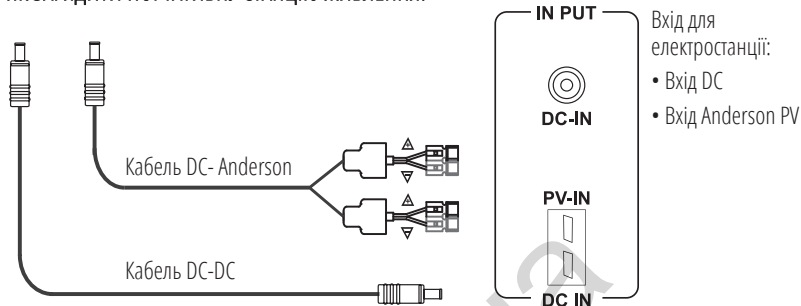 IN PUT
Вхід для
електростанції:
• Вхід DC
• Вхід Anderson PV
DC-IN
Кабель DC- Anderson
PV-IN
Кабель DC-DC
DC IN